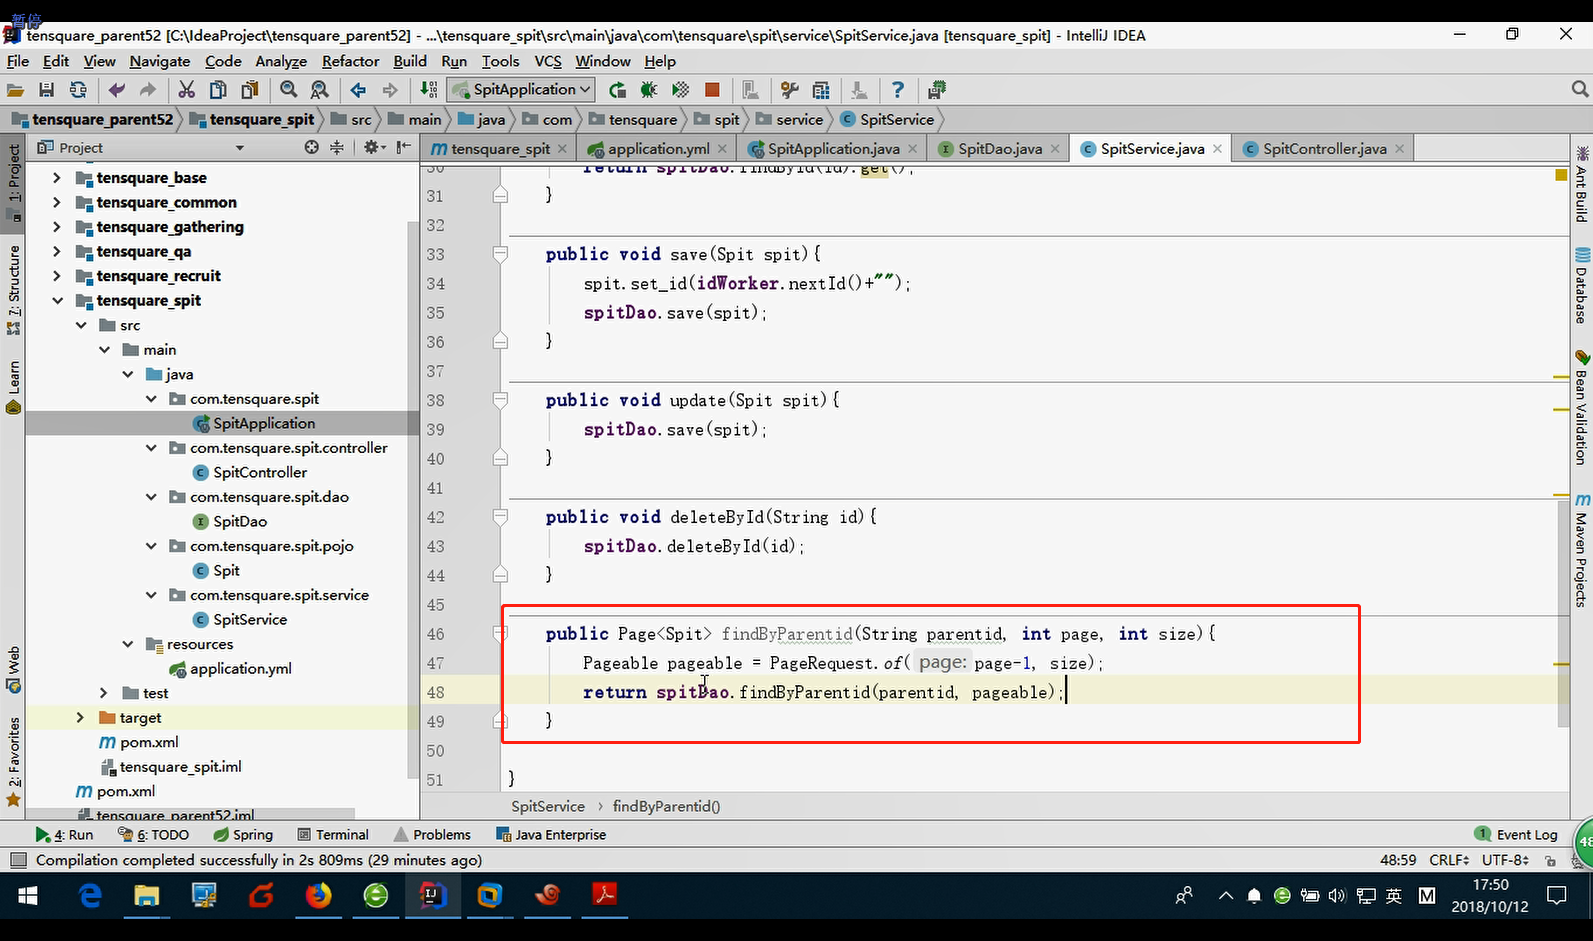 暂停
tensquare_parent52 [C:\IdeaProject\tensquare_parent52] - ...\tensquare_spit\src\main\java\com\tensquare\spit\service\SpitService.java [tensquare_spit] - IntelliJ IDEA
File Edit View Navigate Code Analyze Refactor Build Run Tools VCS Window Help
SpitApplication
tensquare_parent52 tensquare_spit src main java com tensquare spit service SpitService
Project
tensquare_spit application.yml SpitApplication.java SpitDao.java SpitService.java SpitController.java
1: Project
7: Structure
Learn
Web
2: Favorites
tensquare_base
tensquare_common
tensquare_gathering
tensquare_qa
tensquare_recruit
tensquare_spit
src
main
java
com.tensquare.spit
SpitApplication
com.tensquare.spit.controller
SpitController
com.tensquare.spit.dao
SpitDao
com.tensquare.spit.pojo
Spit
com.tensquare.spit.service
SpitService
resources
application.yml
test
target
pom.xml
tensquare_spit.iml
pom.xml
tensquare_parent52.iml
30 return spitDao.findById(id).get();
31 }
32
33 public void save(Spit spit){
34 spit.set_id(idWorker.nextId()+"");
35 spitDao.save(spit);
36 }
37
38 public void update(Spit spit){
39 spitDao.save(spit);
40 }
41
42 public void deleteById(String id){
43 spitDao.deleteById(id);
44 }
45
46 public Page<Spit> findByParentid(String parentid, int page, int size){
47 Pageable pageable = PageRequest.of( page: page-1, size);
48 return spitDao.findByParentid(parentid, pageable);
49 }
50
51 }
SpitService › findByParentid()
Ant Build
Database
Bean Validation
Maven Projects
4: Run 6: TODO Spring Terminal Problems Java Enterprise 1 Event Log
Compilation completed successfully in 2s 809ms (29 minutes ago) 48:59 CRLF UTF-8
48
英 M 17:50
2018/10/12